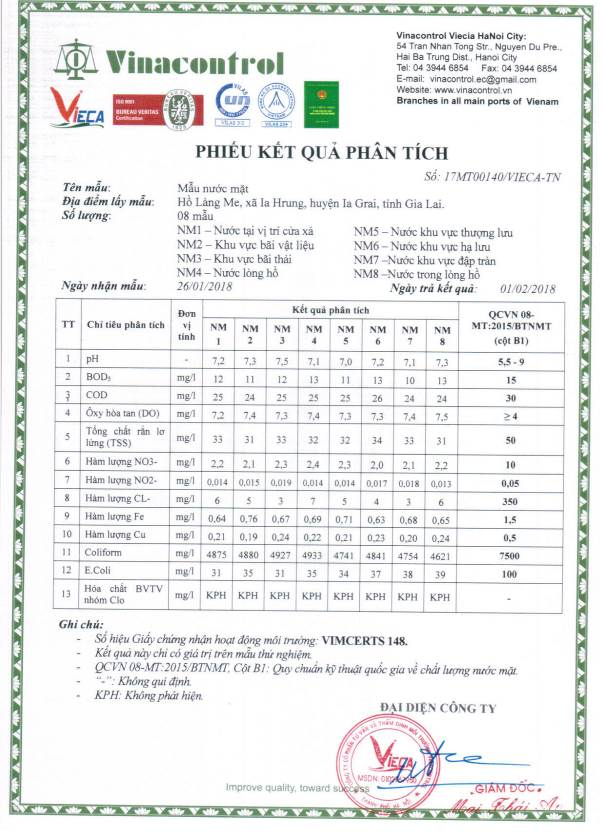 Vinacontrol
Vinacontrol Viecia HaNoi City:
54 Tran Nhan Tong Str., Nguyen Du Pre.,
Hai Ba Trung Dist., Hanoi City
Tel: 04 3944 6854 Fax: 04 3944 6854
E-mail: vinacontrol.ec@gmail.com
Website: www.vinacontrol.vn
Branches in all main ports of Vienam
VIECA
ISO 9001
BUREAU VERITAS
Certification
VILAS
VILAS 204
PHIẾU KẾT QUẢ PHÂN TÍCH
Số: 17MT00140/VIECA-TN
Tên mẫu: Mẫu nước mặt
Địa điểm lấy mẫu: Hồ Làng Me, xã Ia Hrung, huyện Ia Grai, tỉnh Gia Lai.
Số lượng: 08 mẫu
NM1 – Nước tại vị trí cửa xả NM5 – Nước khu vực thượng lưu
NM2 – Khu vực bãi vật liệu NM6 – Nước khu vực hạ lưu
NM3 – Khu vực bãi thải NM7 –Nước khu vực đập tràn
NM4 – Nước lòng hồ NM8 –Nước trong lòng hồ
Ngày nhận mẫu: 26/01/2018 Ngày trả kết quả: 01/02/2018
TT Chỉ tiêu phân tích Đơn vị tính Kết quả phân tích QCVN 08-MT:2015/BTNMT (cột B1)
NM 1 NM 2 NM 3 NM 4 NM 5 NM 6 NM 7 NM 8
1 pH - 7,2 7,3 7,5 7,1 7,0 7,2 7,1 7,3 5,5 - 9
2 BOD₅ mg/l 12 11 12 13 11 13 10 13 15
3 COD mg/l 25 24 25 25 25 26 24 24 30
4 Ôxy hòa tan (DO) mg/l 7,2 7,4 7,3 7,4 7,3 7,3 7,4 7,5 ≥ 4
5 Tổng chất rắn lơ lửng (TSS) mg/l 33 31 32 32 32 34 33 31 50
6 Hàm lượng NO3- mg/l 2,2 2,1 2,3 2,4 2,3 2,0 2,1 2,2 10
7 Hàm lượng NO2- mg/l 0,014 0,015 0,019 0,014 0,014 0,017 0,018 0,013 0,05
8 Hàm lượng CL- mg/l 6 5 3 7 5 4 3 6 350
9 Hàm lượng Fe mg/l 0,64 0,76 0,67 0,69 0,71 0,63 0,68 0,65 1,5
10 Hàm lượng Cu mg/l 0,21 0,19 0,24 0,22 0,21 0,23 0,20 0,24 0,5
11 Coliform mg/l 4875 4880 4927 4933 4741 4841 4754 4621 7500
12 E.Coli mg/l 31 35 31 35 34 37 38 39 100
13 Hóa chất BVTV nhóm Clo mg/l KPH KPH KPH KPH KPH KPH KPH KPH -
Ghi chú:
- Số hiệu Giấy chứng nhận hoạt động môi trường: VIMCERTS 148.
- Kết quả này chỉ có giá trị trên mẫu thử nghiệm.
- QCVN 08-MT:2015/BTNMT, Cột B1: Quy chuẩn kỹ thuật quốc gia về chất lượng nước mặt.
- "-": Không qui định.
- KPH: Không phát hiện.
ĐẠI DIỆN CÔNG TY
VIECA
Improve quality, toward success
GIÁM ĐỐC